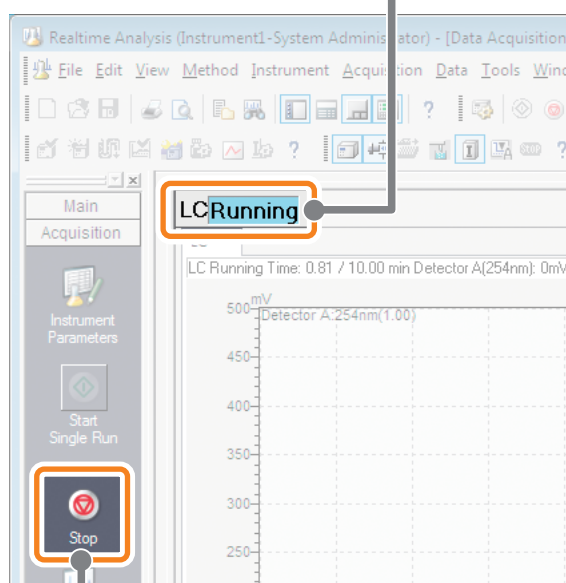 Realtime Analysis (Instrument1-System Administrator) - [Data Acquisition
File Edit View Method Instrument Acquisition Data Tools Wind
Main
Acquisition
Instrument
Parameters
Start
Single Run
Stop
LC Running
LC Running Time: 0.81 / 10.00 min Detector A(254nm): 0mV
mV
Detector A:254nm(1.00)
500
450
400
350
300
250